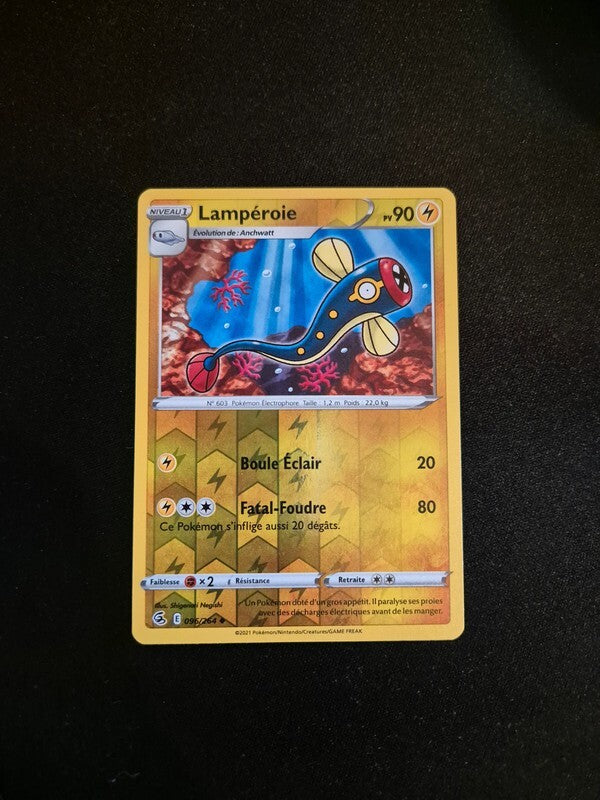 NIVEAU 1
Lampéroie
PV 90
Évolution de : Anchwatt
N° 603 Pokémon Électrophore Taille : 1,2 m Poids : 22,0 kg
Boule Éclair 20
Fatal-Foudre 80
Ce Pokémon s'inflige aussi 20 dégâts.
Faiblesse ×2 Résistance Retraite
Illus. Shigenori Negishi
Un Pokémon doté d'un gros appétit. Il paralyse ses proies
avec des décharges électriques avant de les manger.
E 096/264
©2021 Pokémon/Nintendo/Creatures/GAME FREAK